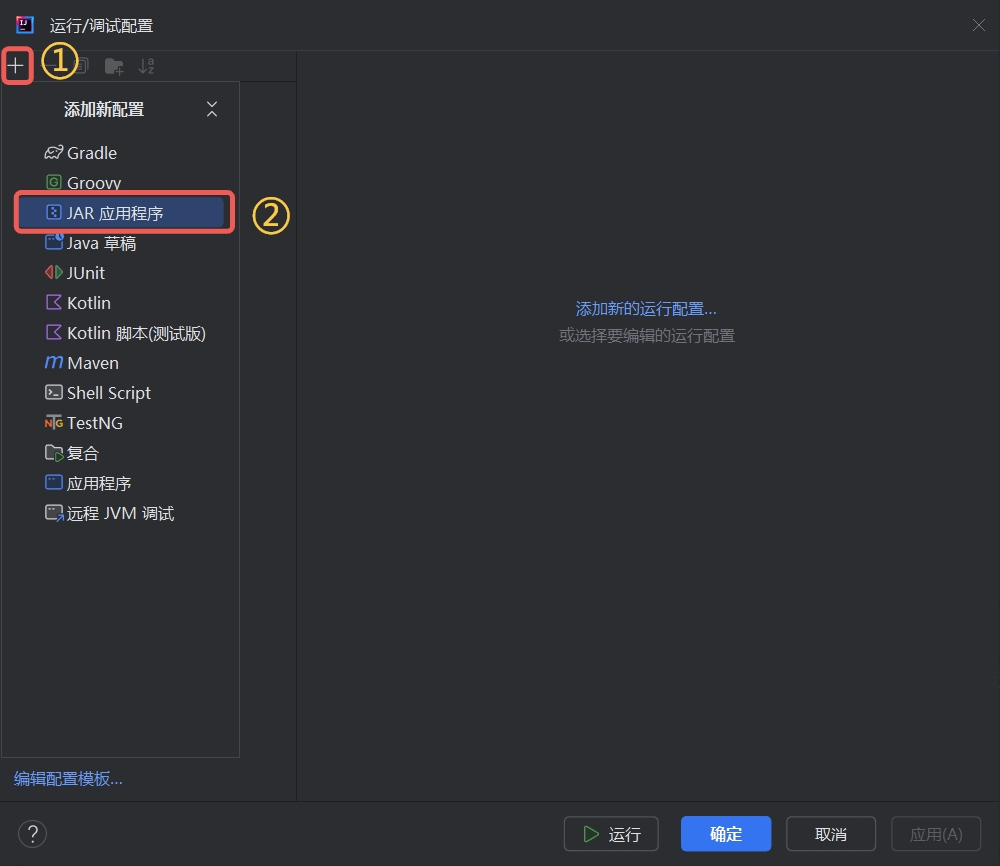 运行/调试配置
①
添加新配置
Gradle
Groovy
JAR 应用程序
②
Java 草稿
JUnit
Kotlin
Kotlin 脚本(测试版)
Maven
Shell Script
TestNG
复合
应用程序
远程 JVM 调试
添加新的运行配置...
或选择要编辑的运行配置
编辑配置模板...
?
运行
确定
取消
应用(A)